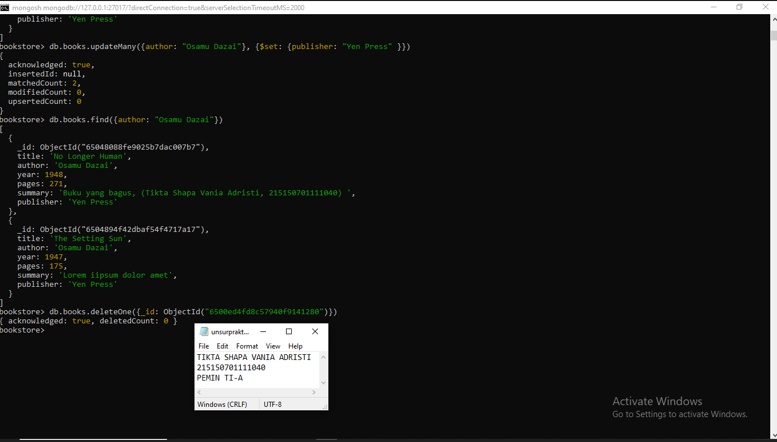 mongosh mongodb://127.0.0.1:27017/?directConnection=true&serverSelectionTimeoutMS=2000
    publisher: 'Yen Press'
  }
]
bookstore> db.books.updateMany({author: "Osamu Dazai"}, {$set: {publisher: "Yen Press" }})
{
  acknowledged: true,
  insertedId: null,
  matchedCount: 2,
  modifiedCount: 0,
  upsertedCount: 0
}
bookstore> db.books.find({author: "Osamu Dazai"})
[
  {
    _id: ObjectId("65048088fe9025b7dac007b7"),
    title: 'No Longer Human',
    author: 'Osamu Dazai',
    year: 1948,
    pages: 271,
    summary: 'Buku yang bagus, (Tikta Shapa Vania Adristi, 215150701111040) ',
    publisher: 'Yen Press'
  },
  {
    _id: ObjectId("6504894f42dbaf54f4717a17"),
    title: 'The Setting Sun',
    author: 'Osamu Dazai',
    year: 1947,
    pages: 175,
    summary: 'Lorem iipsum dolor amet',
    publisher: 'Yen Press'
  }
]
bookstore> db.books.deleteOne({_id: ObjectId("6500ed4fd8c57940f9141280")})
{ acknowledged: true, deletedCount: 0 }
bookstore>
unsurprakt...
File Edit Format View Help
TIKTA SHAPA VANIA ADRISTI
215150701111040
PEMIN TI-A
Windows (CRLF) UTF-8
Activate Windows
Go to Settings to activate Windows.